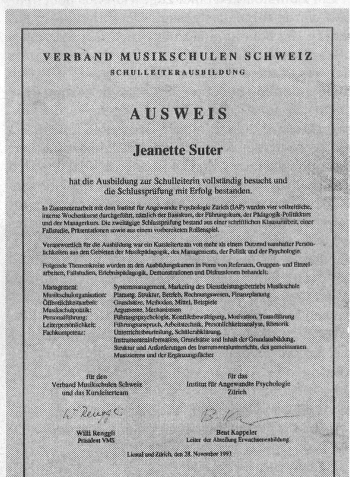 VERBAND MUSIKSCHULEN SCHWEIZ
SCHULLEITERAUSBILDUNG
AUSWEIS
Jeanette Suter
hat die Ausbildung zur Schulleiterin vollständig besucht und
die Schlussprüfung mit Erfolg bestanden.
In Zusammenarbeit mit dem Institut für Angewandte Psychologie Zürich (IAP) wurden vier vollzeitliche,
interne Wochenkurse durchgeführt, nämlich der Basiskurs, der Führungskurs, der Pädagogik-Politikkurs
und der Managerkurs. Die zweitägige Schlussprüfung bestand aus einer schriftlichen Klausurarbeit, einer
Fallstudie, Präsentationen sowie aus einem vorbereiteten Rollenspiel.
Verantwortlich für die Ausbildung war ein Kursleiterteam von mehr als einem Dutzend namhafter Persön-
lichkeiten aus den Gebieten der Musikpädagogik, des Managements, der Politik und der Psychologie.
Folgende Themenkreise wurden an den Ausbildungskursen in Form von Referaten, Gruppen- und Einzel-
arbeiten, Fallstudien, Erlebnispädagogik, Demonstrationen und Diskussionen behandelt.
Management: Systemmanagement, Marketing des Dienstleistungsbetriebs Musikschule
Musikschulorganisation: Planung, Struktur, Betrieb, Rechnungswesen, Finanzplanung
Öffentlichkeitsarbeit: Grundsätze, Methoden, Mittel, Beispiele
Musikschulpolitik: Argumente, Mechanismen
Personalführung: Führungspsychologie, Konfliktbewältigung, Motivation, Teamführung
Leiterpersönlichkeit: Führungsanspruch, Arbeitstechnik, Persönlichkeitsanalyse, Rhetorik
Fachkompetenz: Unterrichtsbeurteilung, Schülerabklärung,
Instrumenteninformation, Grundsätze und Inhalt der Grundausbildung,
Struktur und Anforderungen des Instrumentalunterrichts, des gemeinsamen
Musizierens und der Ergänzungsfächer
für den
Verband Musikschulen Schweiz
und das Kursleiterteam
W. Renggli
Willi Renggli
Präsident VMS
für das
Institut für Angewandte Psychologie
Zürich
Beat Kappeler
Leiter der Abteilung Erwachsenenbildung
Liestal und Zürich, den 28. November 1993